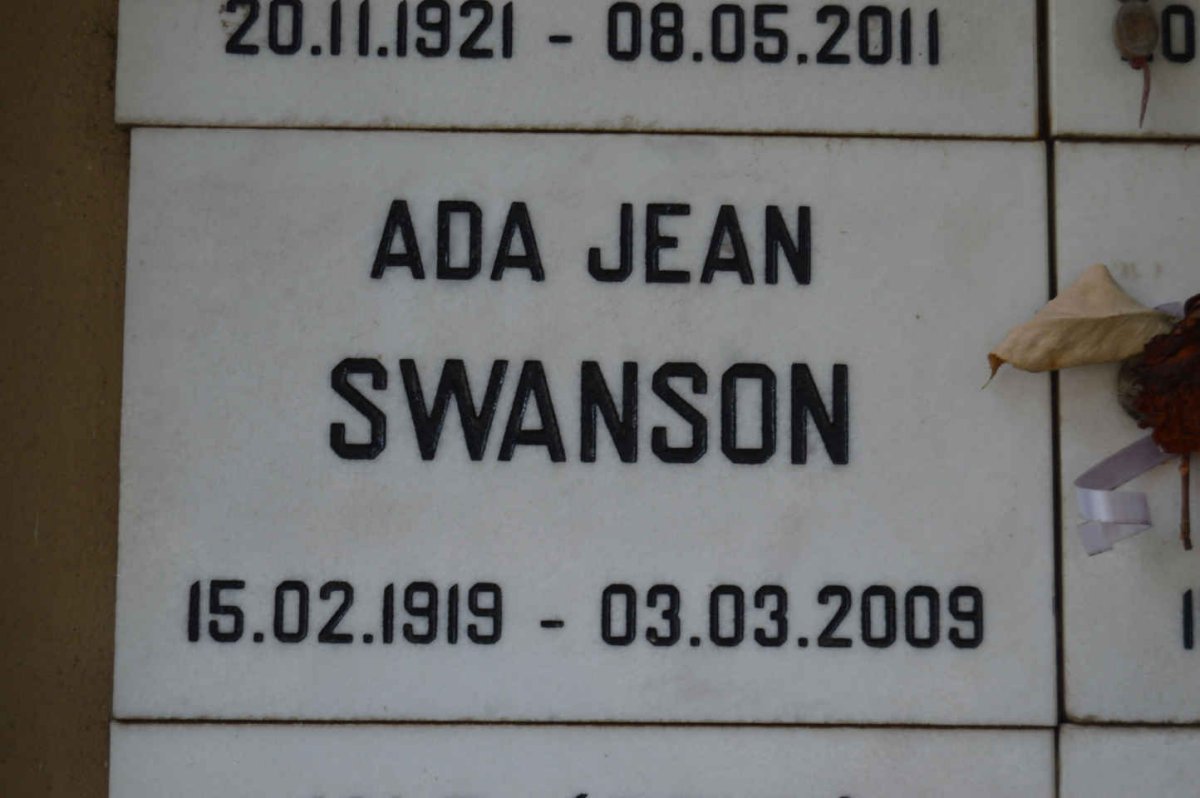 20.11.1921 - 08.05.2011
ADA JEAN
SWANSON
15.02.1919 - 03.03.2009